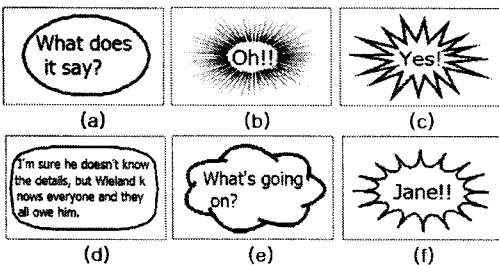 What does
it say?
Oh!!
Yes!
(a)
(b)
(c)
I'm sure he doesn't know
the details, but Wieland k
nows everyone and they
all owe him.
What's going
on?
Jane!!
(d)
(e)
(f)